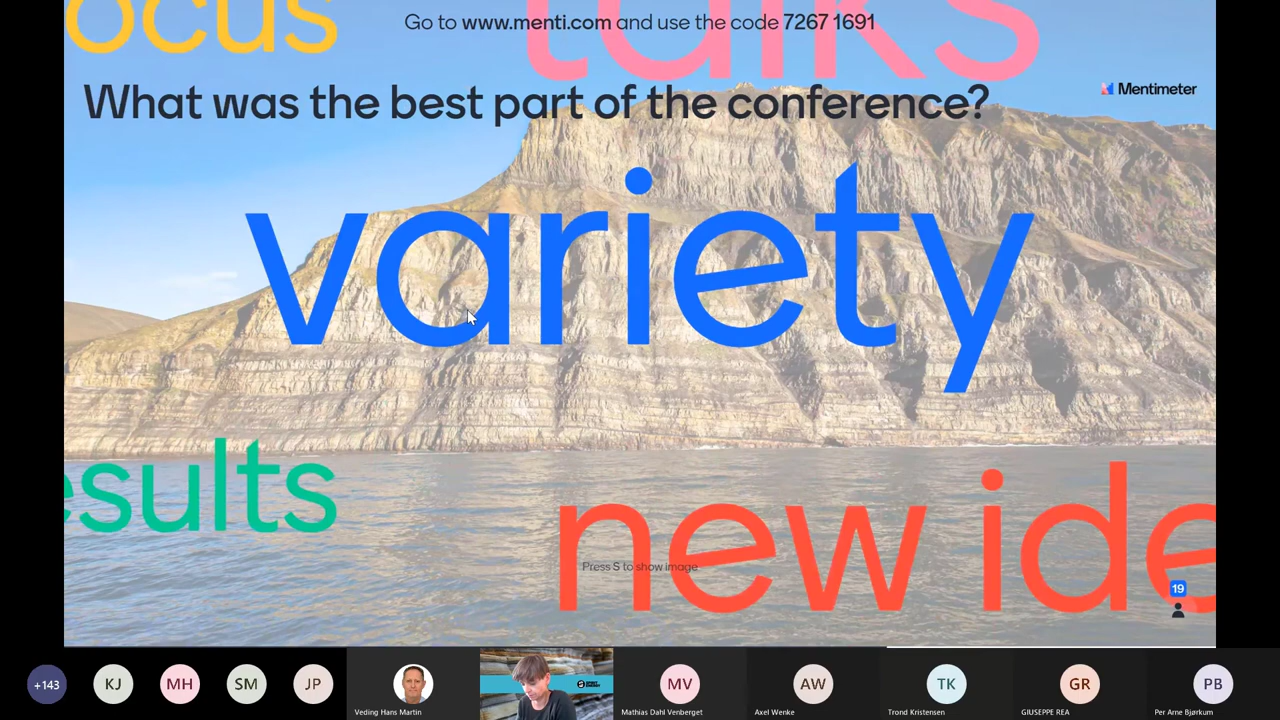 ocus
talks
Go to www.menti.com and use the code 7267 1691
What was the best part of the conference?
Mentimeter
variety
esults
new ide
Press S to show image
19
+143
KJ
MH
SM
JP
MV
AW
TK
GR
PB
Veding Hans Martin
Mathias Dahl Venberget
Axel Wenke
Trond Kristensen
GIUSEPPE REA
Per Arne Bjørkum